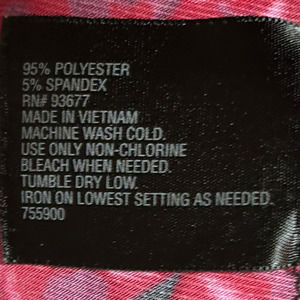 95% POLYESTER
5% SPANDEX
RN# 93677
MADE IN VIETNAM
MACHINE WASH COLD.
USE ONLY NON-CHLORINE
BLEACH WHEN NEEDED.
TUMBLE DRY LOW.
IRON ON LOWEST SETTING AS NEEDED.
755900